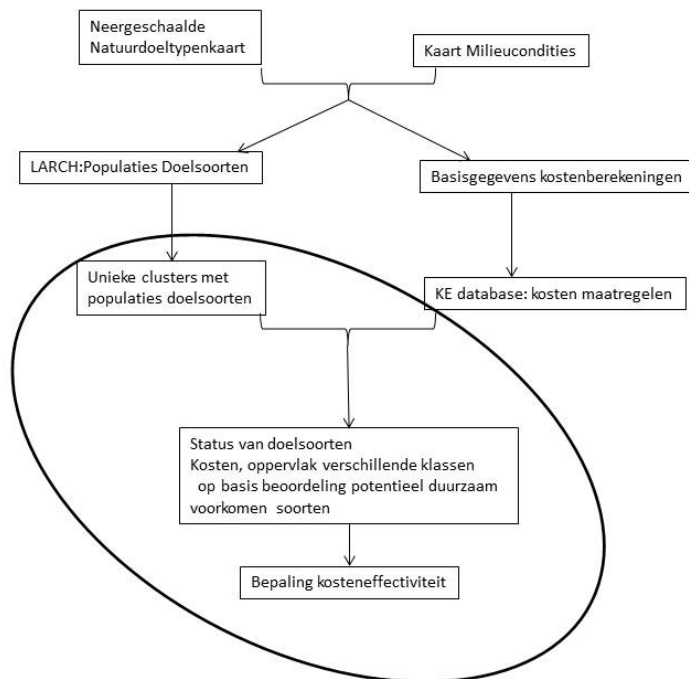 Neergeschaalde
Natuurdoeltypenkaart
Kaart Milieucondities
LARCH:Populaties Doelsoorten
Basisgegevens kostenberekeningen
Unieke clusters met
populaties doelsoorten
KE database: kosten maatregelen
Status van doelsoorten
Kosten, oppervlak verschillende klassen
op basis beoordeling potentieel duurzaam
voorkomen soorten
Bepaling kosteneffectiviteit